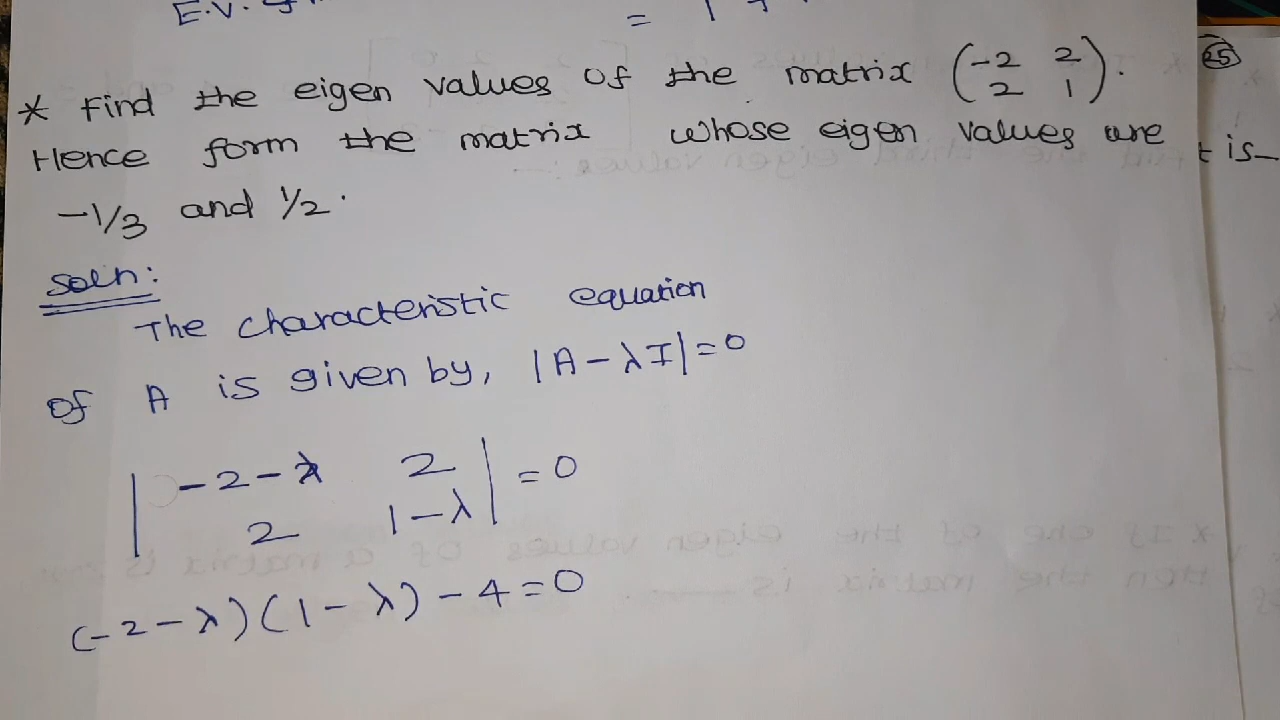 E.V.
=
* Find the eigen values of the matrix (-2 2
2 1).
Hence form the matrix whose eigen values are
-1/3 and 1/2.
Soln:
The characteristic equation
of A is given by, |A-λI|=0
|-2-λ 2
2 1-λ| =0
(-2-λ)(1-λ)-4=0
25
t is